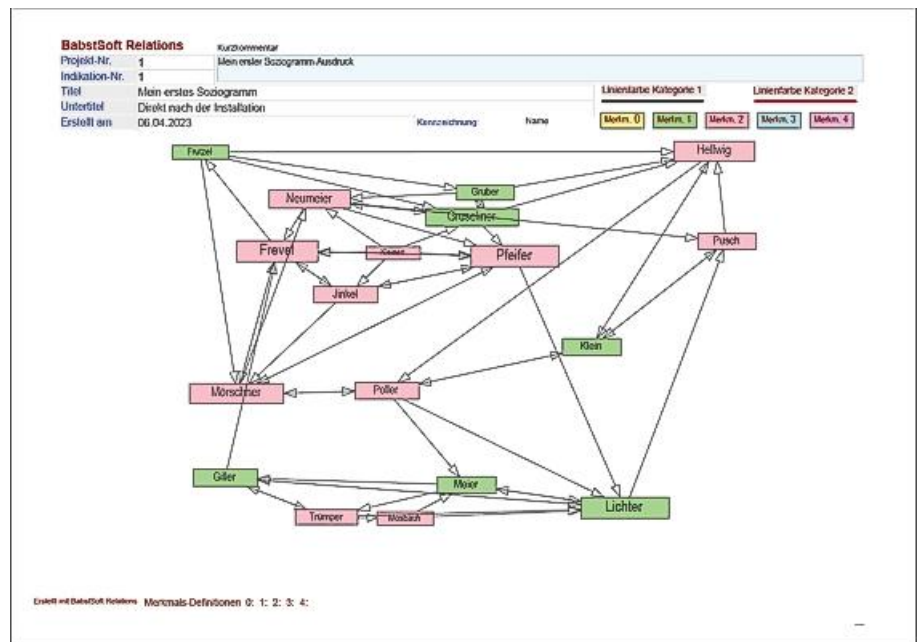 BabstSoft Relations
Kurzkommentar
Projekt-Nr. 1
Mein erster Soziogramm-Ausdruck
Indikation-Nr. 1
Titel Mein erstes Soziogramm
Linienfarbe Kategorie 1 Linienfarbe Kategorie 2
Untertitel Direkt nach der Installation
Erstellt am 06.04.2023 Kennzeichnung: Name
Merkm. 0 Merkm. 1 Merkm. 2 Merkm. 3 Merkm. 4
Hellwig
Gruber
Neumeier
Pusch
Frevel
Pfeifer
Jinkel
Klein
Mörschner
Poller
Giller
Meier
Lichter
Trümper
Mosbach
Erstellt mit BabstSoft Relations Merkmals-Definitionen 0: 1: 2: 3: 4: